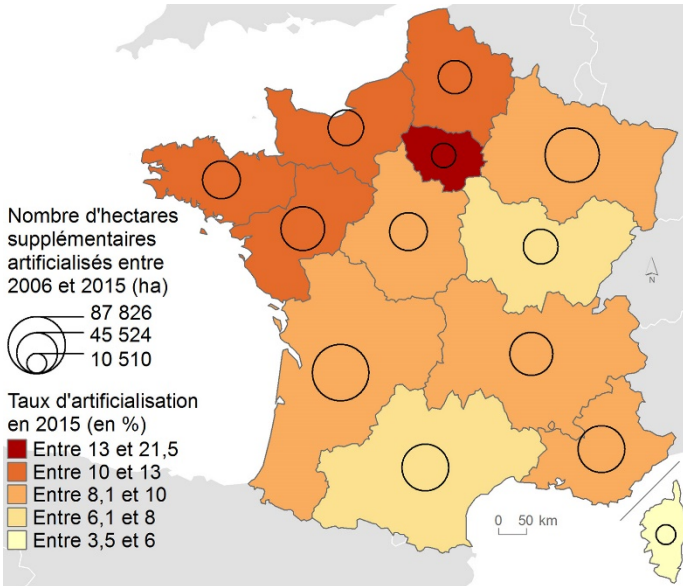 Nombre d'hectares
supplémentaires
artificialisés entre
2006 et 2015 (ha)
87 826
45 524
10 510
Taux d'artificialisation
en 2015 (en %)
Entre 13 et 21,5
Entre 10 et 13
Entre 8,1 et 10
Entre 6,1 et 8
Entre 3,5 et 6
0 50 km
N